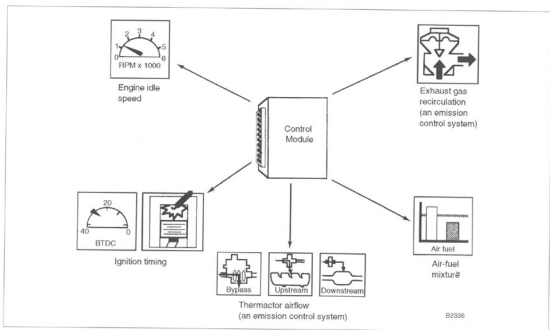 1 2 3 4 5
0 6
RPM x 1000
Engine idle
speed
Exhaust gas
recirculation
(an emission
control system)
Control
Module
20
40 0
BTDC
Ignition timing
Bypass
Upstream
Downstream
Thermactor airflow
(an emission control system)
Air fuel
Air-fuel
mixture
B2336